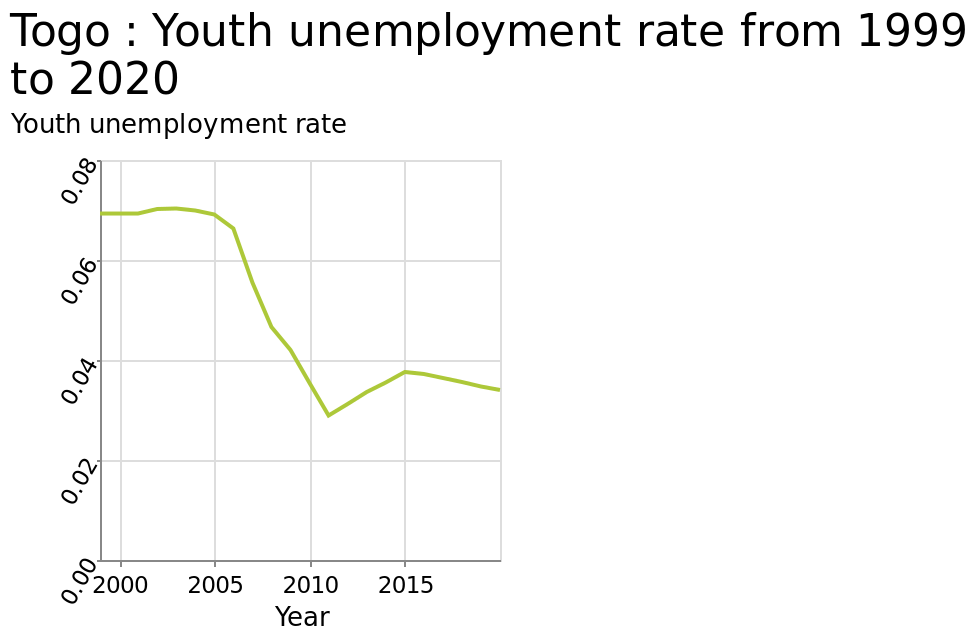 Togo : Youth unemployment rate from 1999
to 2020
Youth unemployment rate
0.08
0.06
0.04
0.02
0.00
2000 2005 2010 2015
Year